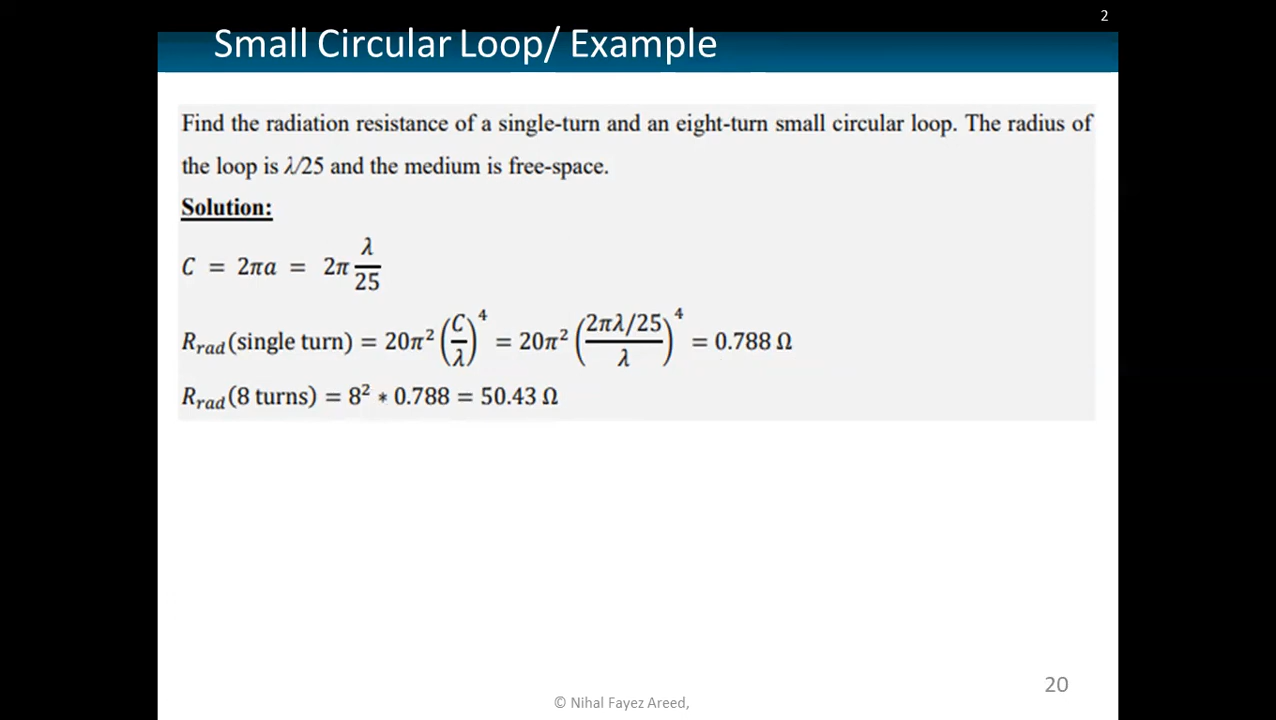 2
Small Circular Loop/ Example
Find the radiation resistance of a single-turn and an eight-turn small circular loop. The radius of
the loop is λ/25 and the medium is free-space.
Solution:
C = 2πa = 2π λ/25
R_rad(single turn) = 20π² (C/λ)⁴ = 20π² ((2πλ/25)/λ)⁴ = 0.788 Ω
R_rad(8 turns) = 8² * 0.788 = 50.43 Ω
20
© Nihal Fayez Areed,